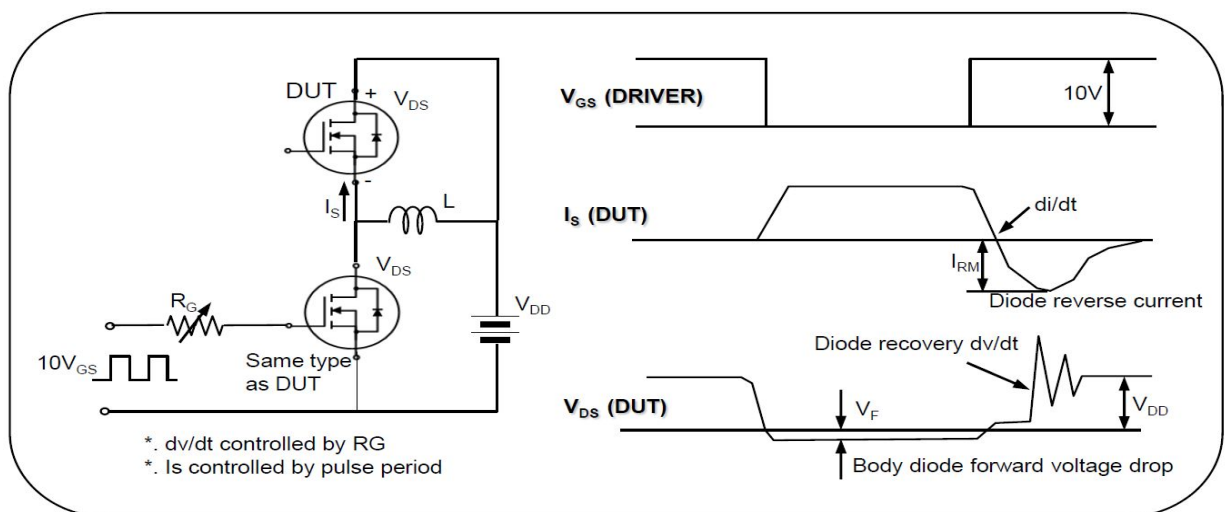 DUT
+
V_DS
-
I_S
L
V_DS
R_G
V_DD
10V_GS
Same type
as DUT
*. dv/dt controlled by RG
*. Is controlled by pulse period
V_GS (DRIVER)
10V
I_S (DUT)
di/dt
I_RM
Diode reverse current
Diode recovery dv/dt
V_DS (DUT)
V_F
V_DD
Body diode forward voltage drop